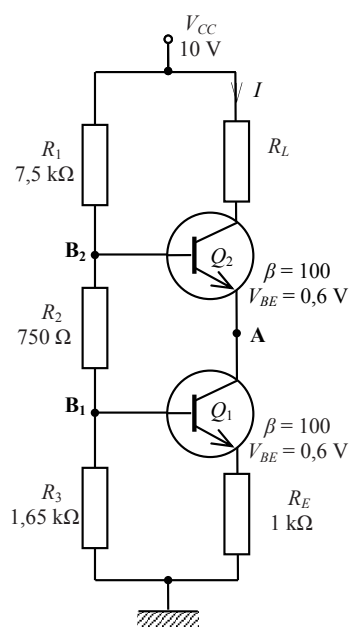 V_CC
10 V
I
R_1
7,5 kΩ
R_L
B_2
Q_2
β = 100
V_BE = 0,6 V
R_2
750 Ω
A
B_1
Q_1
β = 100
V_BE = 0,6 V
R_3
1,65 kΩ
R_E
1 kΩ